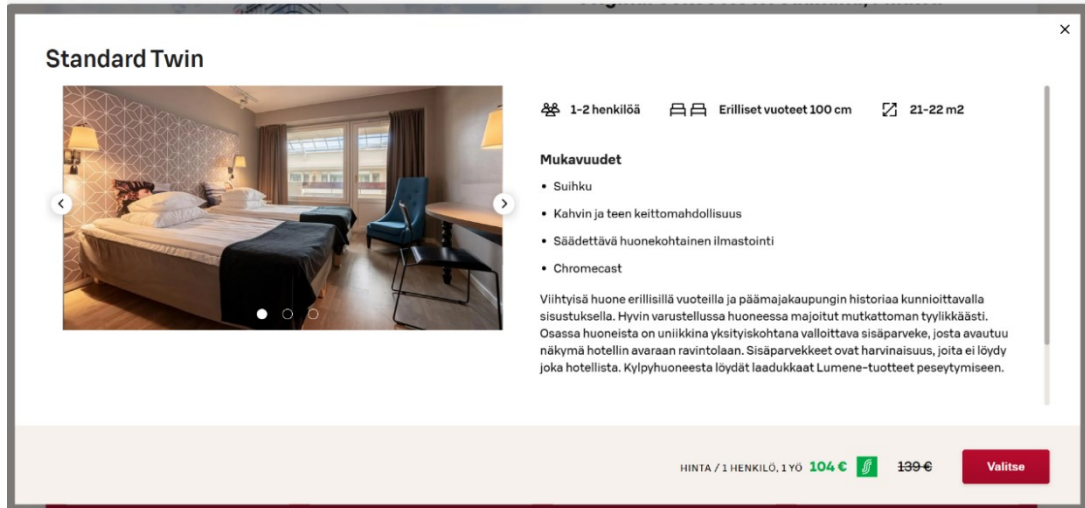 Standard Twin
1-2 henkilöä
Erilliset vuoteet 100 cm
21-22 m2
Mukavuudet
• Suihku
• Kahvin ja teen keittomahdollisuus
• Säädettävä huonekohtainen ilmastointi
• Chromecast
Viihtyisä huone erillisillä vuoteilla ja päämajakaupungin historiaa kunnioittavalla
sisustuksella. Hyvin varustellussa huoneessa majoitut mutkattoman tyylikkäästi.
Osassa huoneista on uniikkina yksityiskohtana valloittava sisäparveke, josta avautuu
näkymä hotellin avaraan ravintolaan. Sisäparvekkeet ovat harvinaisuus, joita ei löydy
joka hotellista. Kylpyhuoneesta löydät laadukkaat Lumene-tuotteet peseytymiseen.
HINTA / 1 HENKILÖ, 1 YÖ 104 € 139 €
Valitse